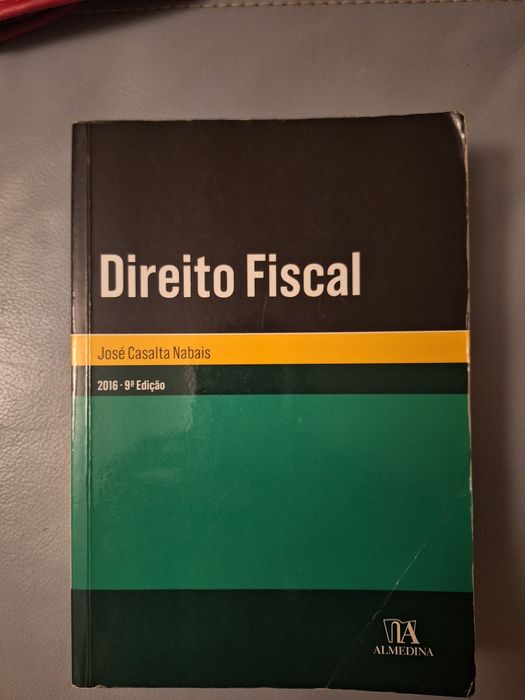 Direito Fiscal
José Casalta Nabais
2016 · 9ª Edição
ALMEDINA